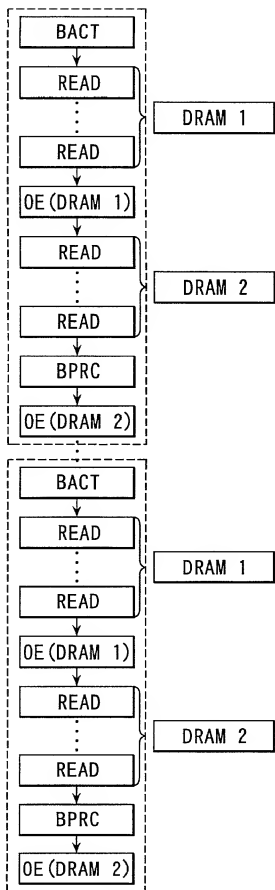 BACT
READ
READ
DRAM 1
OE(DRAM 1)
READ
READ
DRAM 2
BPRC
OE(DRAM 2)
BACT
READ
READ
DRAM 1
OE(DRAM 1)
READ
READ
DRAM 2
BPRC
OE(DRAM 2)